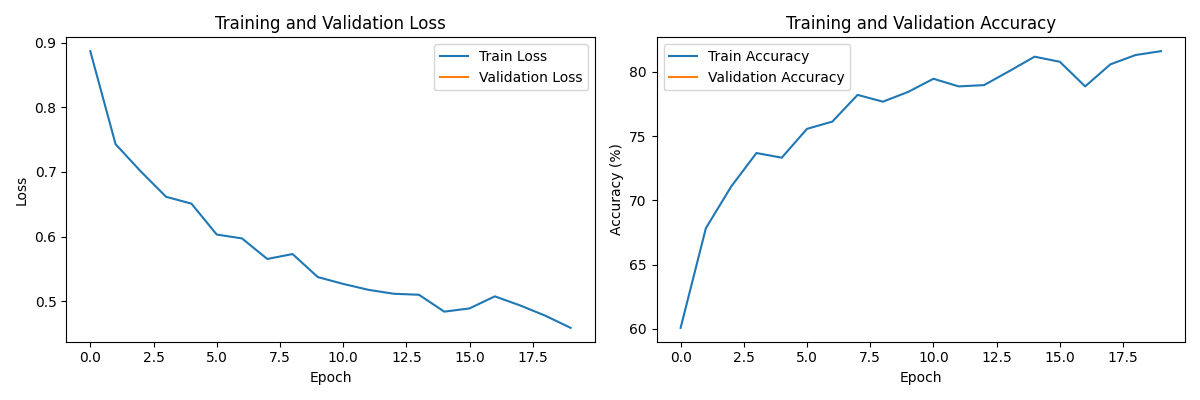 Training and Validation Loss
Train Loss
Validation Loss
0.9
0.8
0.7
0.6
0.5
Loss
0.0 2.5 5.0 7.5 10.0 12.5 15.0 17.5
Epoch
Training and Validation Accuracy
Train Accuracy
Validation Accuracy
80
75
70
65
60
Accuracy (%)
0.0 2.5 5.0 7.5 10.0 12.5 15.0 17.5
Epoch